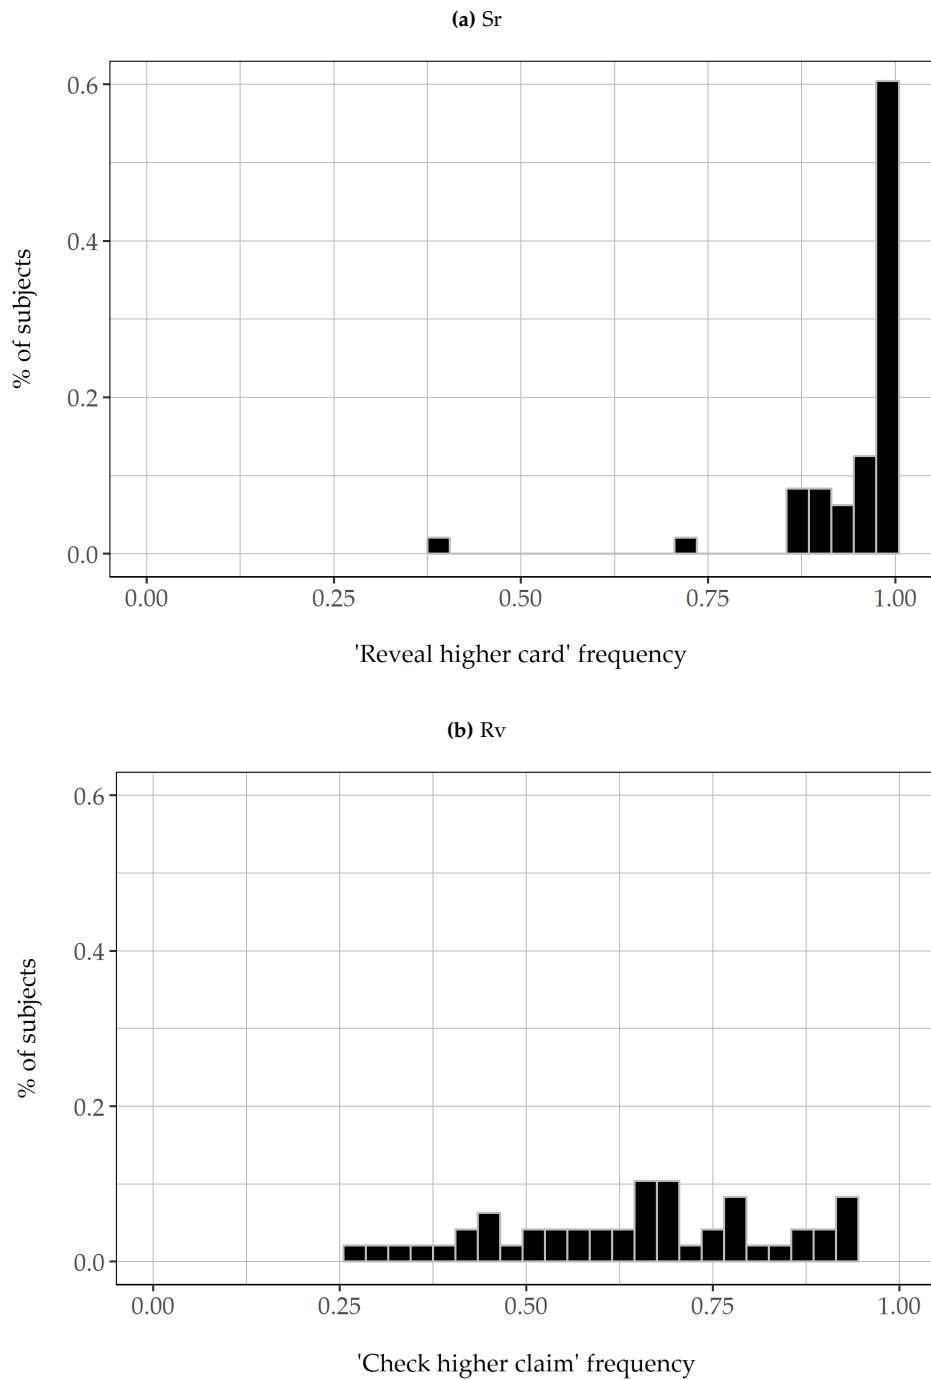 (a) Sr
0.6
0.4
0.2
0.0
% of subjects
0.00 0.25 0.50 0.75 1.00
'Reveal higher card' frequency
(b) Rv
0.6
0.4
0.2
0.0
% of subjects
0.00 0.25 0.50 0.75 1.00
'Check higher claim' frequency